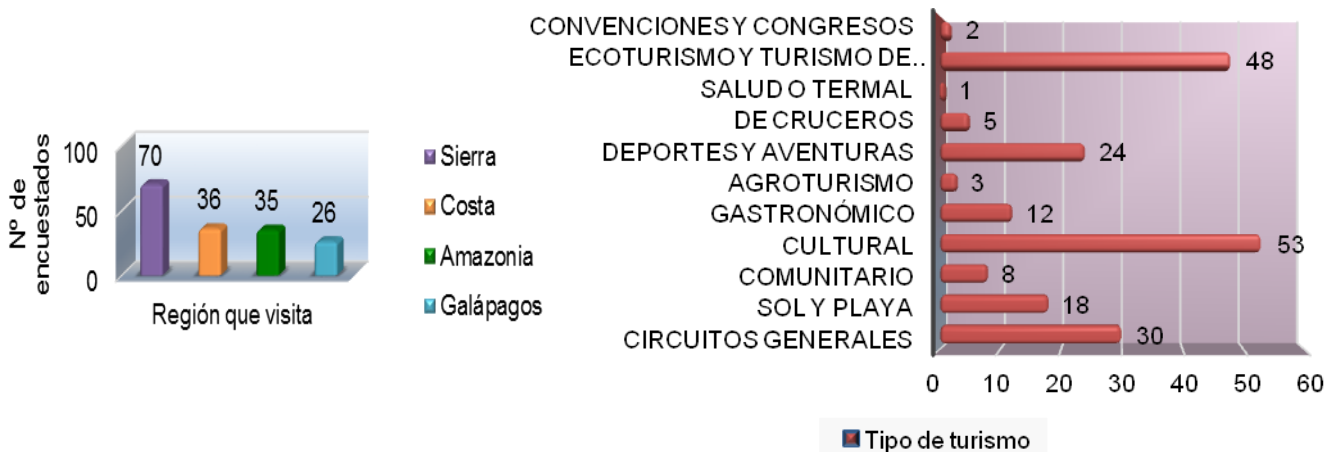 100
50
0
Nº de
encuestados
70
36
35
26
Región que visita
Sierra
Costa
Amazonia
Galápagos
CONVENCIONES Y CONGRESOS 2
ECOTURISMO Y TURISMO DE.. 48
SALUD O TERMAL 1
DE CRUCEROS 5
DEPORTES Y AVENTURAS 24
AGROTURISMO 3
GASTRONÓMICO 12
CULTURAL 53
COMUNITARIO 8
SOL Y PLAYA 18
CIRCUITOS GENERALES 30
0 10 20 30 40 50 60
Tipo de turismo